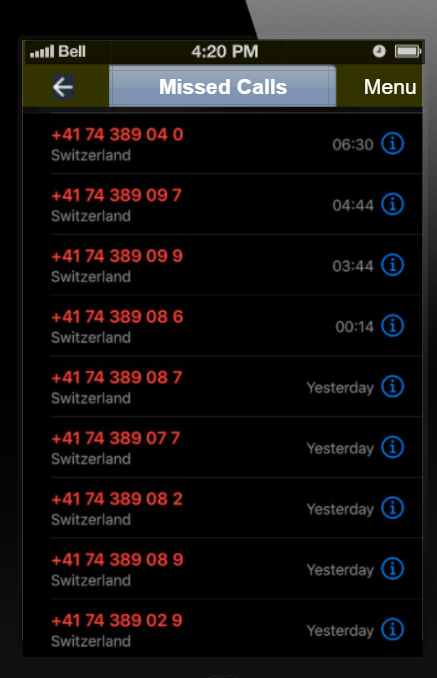 Bell 4:20 PM
Missed Calls Menu
+41 74 389 04 0 06:30
Switzerland
+41 74 389 09 7 04:44
Switzerland
+41 74 389 09 9 03:44
Switzerland
+41 74 389 08 6 00:14
Switzerland
+41 74 389 08 7 Yesterday
Switzerland
+41 74 389 07 7 Yesterday
Switzerland
+41 74 389 08 2 Yesterday
Switzerland
+41 74 389 08 9 Yesterday
Switzerland
+41 74 389 02 9 Yesterday
Switzerland